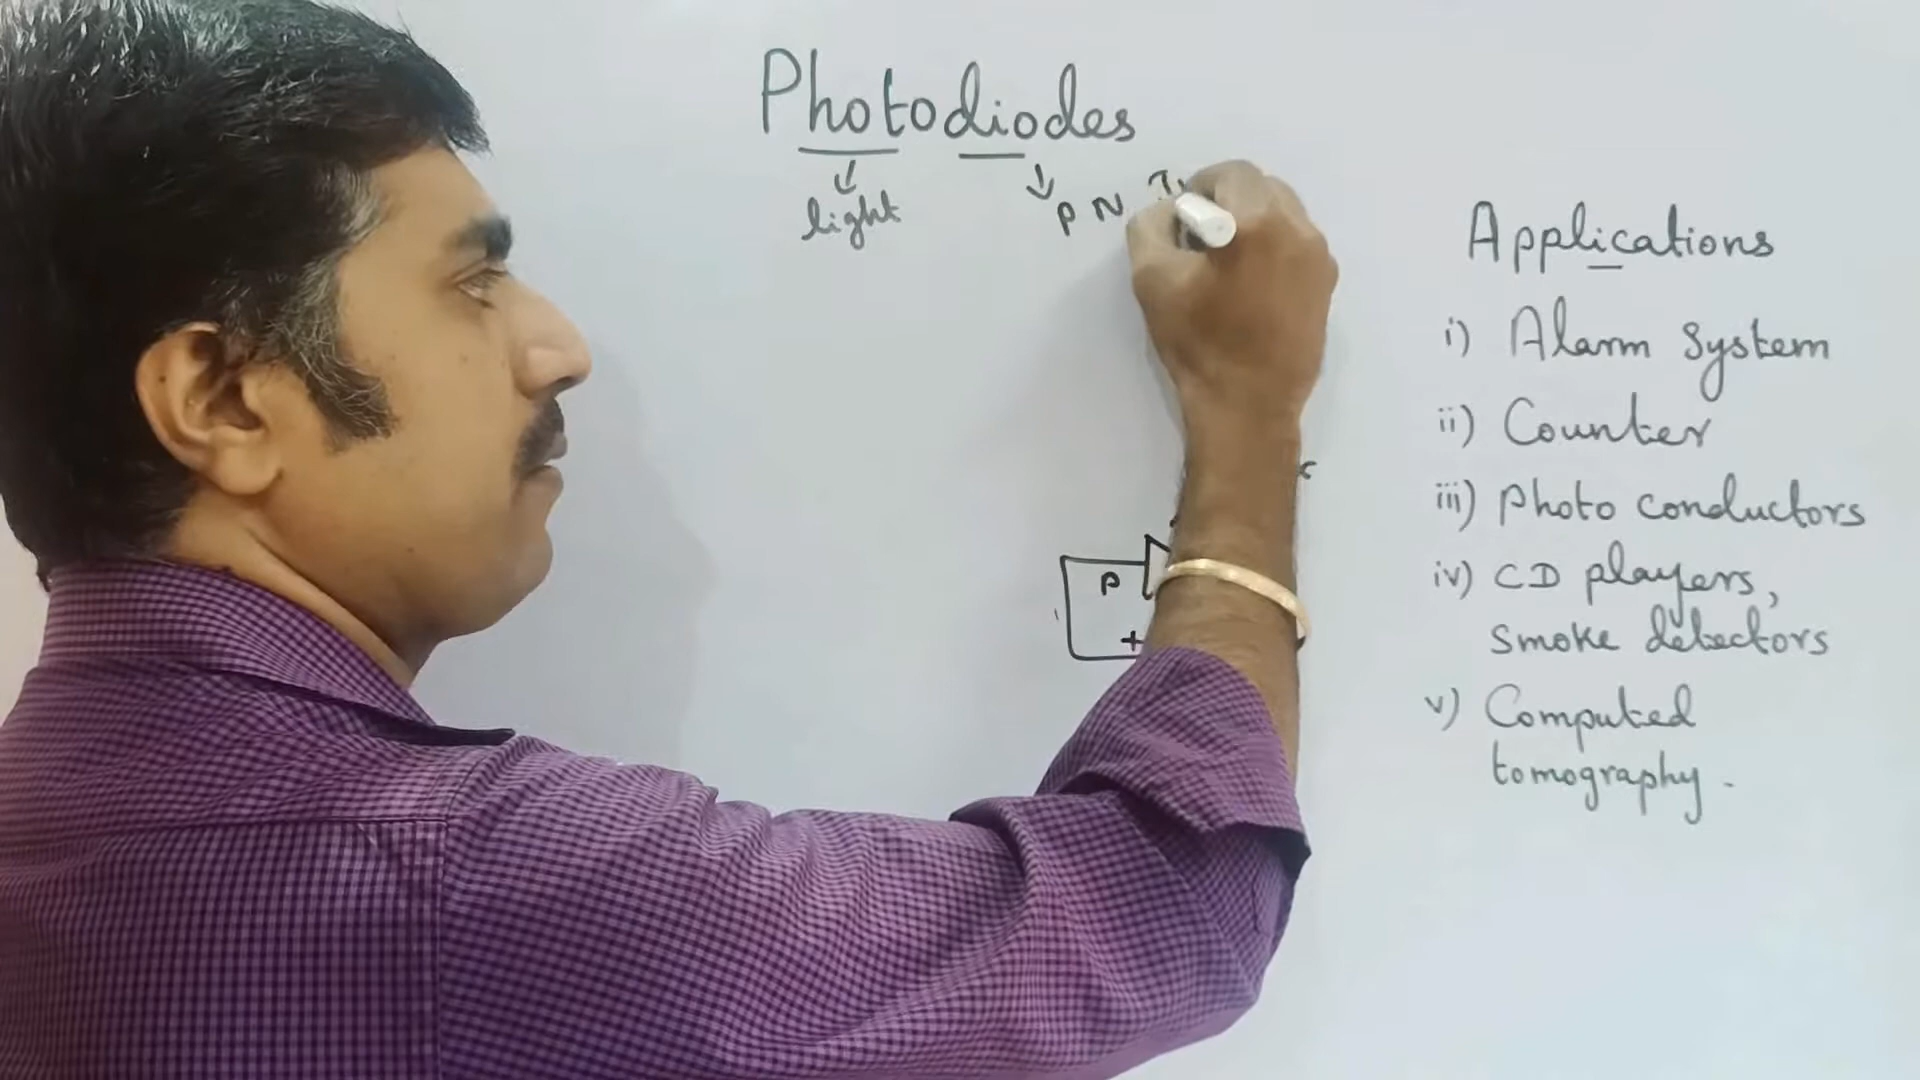 Photodiodes
light
P N
Applications
i) Alarm System
ii) Counter
iii) Photo conductors
iv) CD players,
smoke detectors
v) Computed
tomography.
P
+